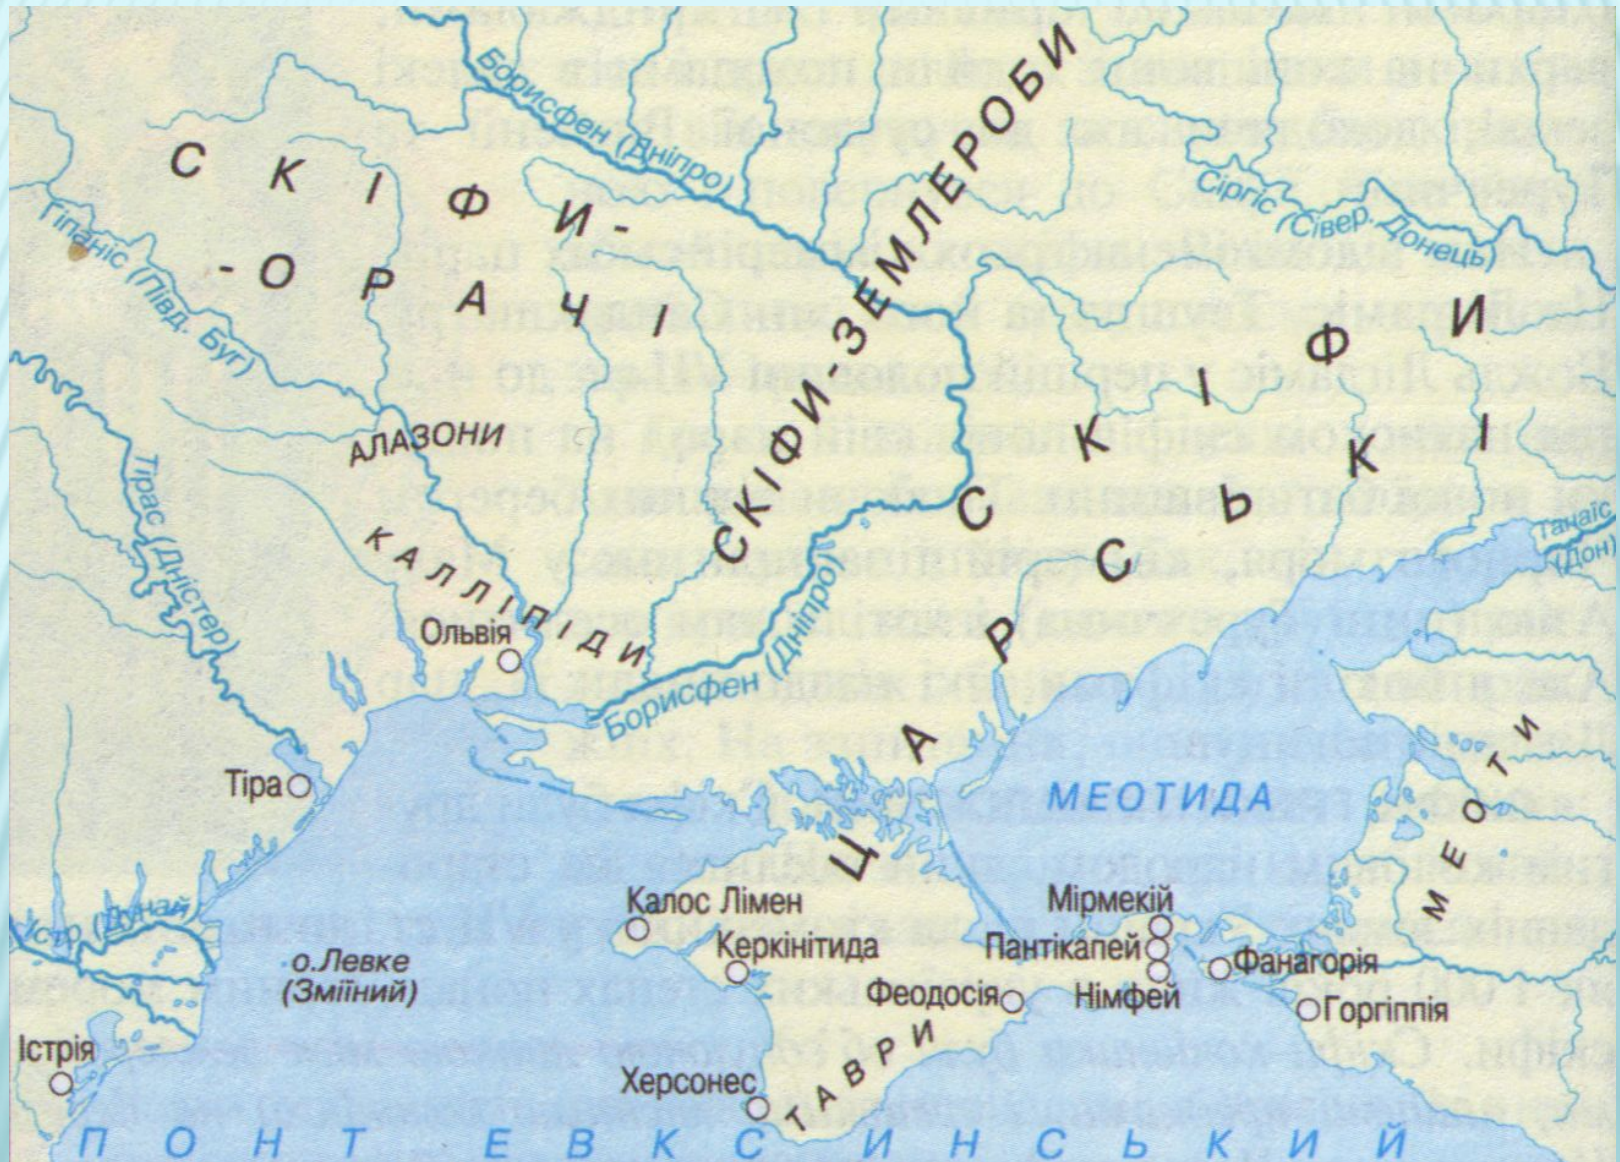 Борисфен (Дніпро)
СКІФИ-
-ОРАЧІ
СКІФИ-ЗЕМЛЕРОБИ
Сіргіс (Сівер. Донець)
Гіпаніс (Півд. Буг)
ЦАРСЬКІ
СКІФИ
АЛАЗОНИ
Тірас (Дністер)
КАЛЛІПІДИ
Танаїс
(Дон)
Ольвія
Борисфен (Дніпро)
Тіра
МЕОТИДА
МЕОТИ
Калос Лімен
Мірмекій
Керкінітида
Пантікапей
Фанагорія
Істр (Дунай)
о.Левке
(Зміїний)
Феодосія
Німфей
Горгіппія
Істрія
Херсонес
ТАВРИ
ПОНТ ЕВКСИНСЬКИЙ